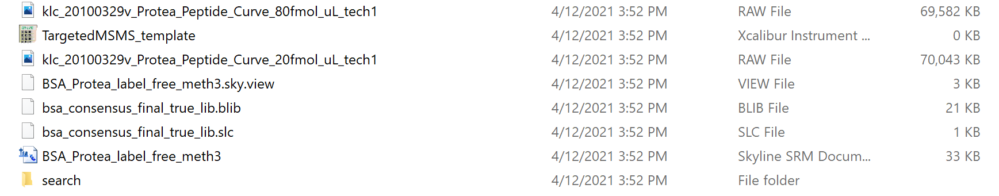 klc_20100329v_Protea_Peptide_Curve_80fmol_uL_tech1 4/12/2021 3:52 PM RAW File 69,582 KB
TargetedMSMS_template 4/12/2021 3:52 PM Xcalibur Instrument ... 0 KB
klc_20100329v_Protea_Peptide_Curve_20fmol_uL_tech1 4/12/2021 3:52 PM RAW File 70,043 KB
BSA_Protea_label_free_meth3.sky.view 4/12/2021 3:52 PM VIEW File 3 KB
bsa_consensus_final_true_lib.blib 4/12/2021 3:52 PM BLIB File 21 KB
bsa_consensus_final_true_lib.slc 4/12/2021 3:52 PM SLC File 1 KB
BSA_Protea_label_free_meth3 4/12/2021 3:52 PM Skyline SRM Docum... 33 KB
search 4/12/2021 3:52 PM File folder